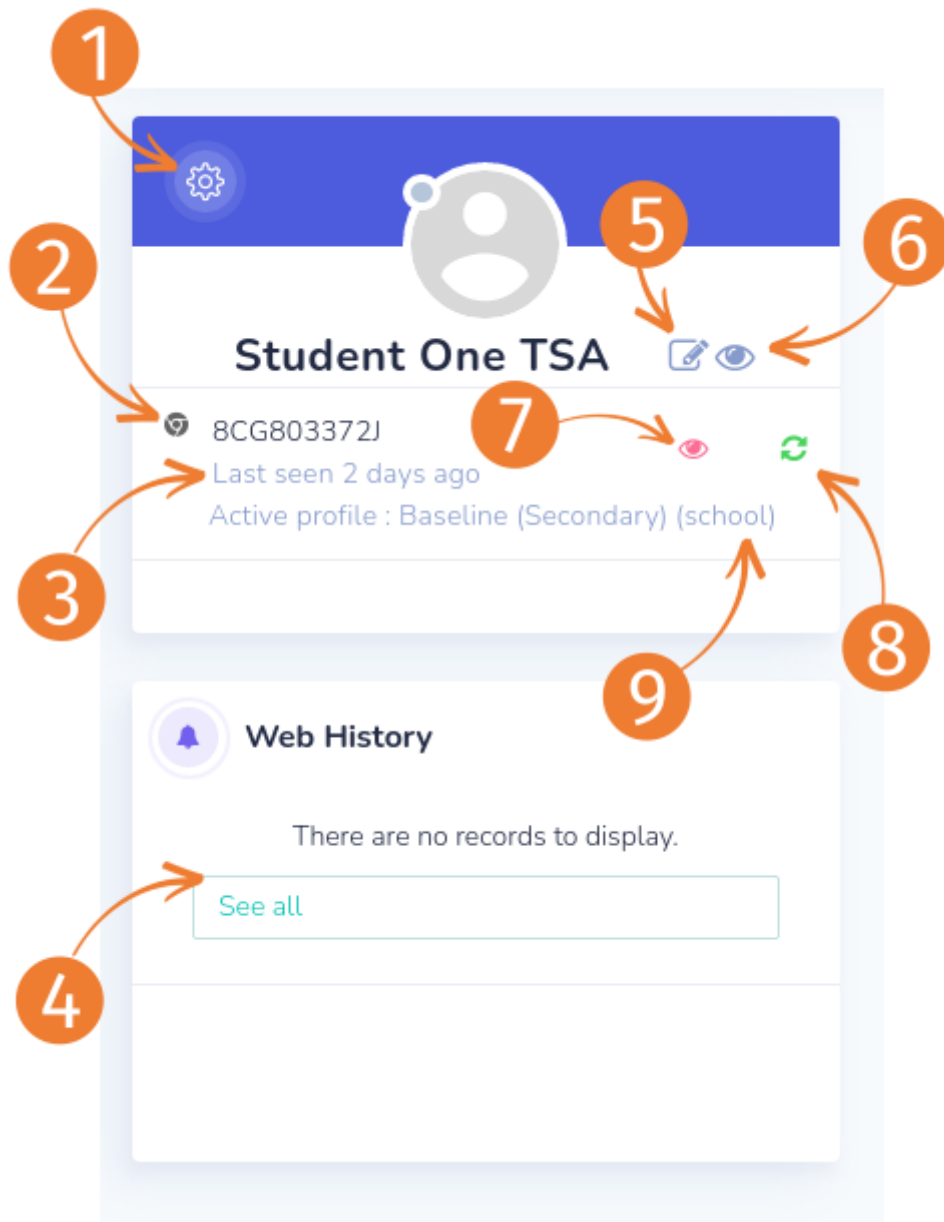 1
5
6
2
Student One TSA
7
8CG803372J
Last seen 2 days ago
Active profile : Baseline (Secondary) (school)
3
8
9
Web History
There are no records to display.
See all
4